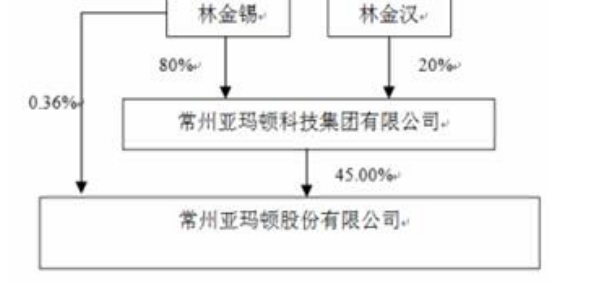 林金锡 林金汉
80% 20%
0.36%
常州亚玛顿科技集团有限公司
45.00%
常州亚玛顿股份有限公司